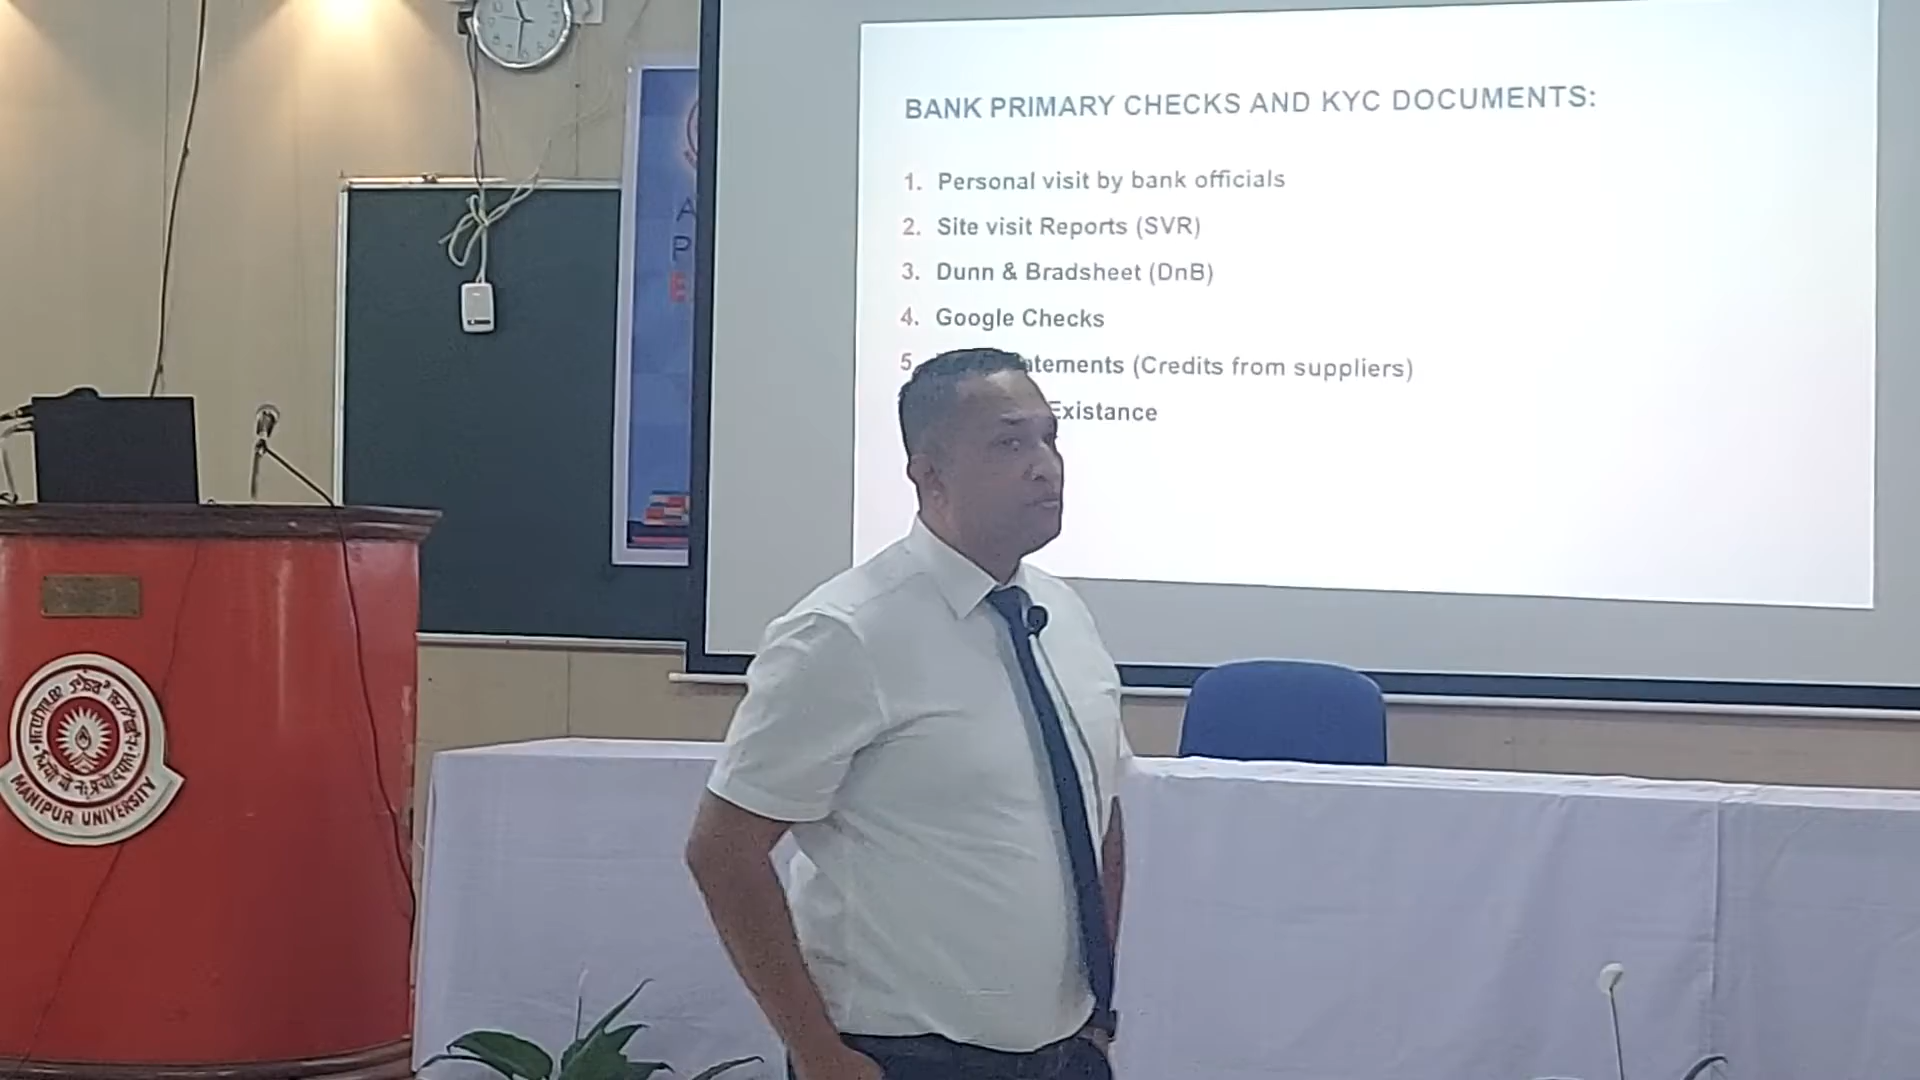 BANK PRIMARY CHECKS AND KYC DOCUMENTS:
1. Personal visit by bank officials
2. Site visit Reports (SVR)
3. Dunn & Bradsheet (DnB)
4. Google Checks
5. (Credits from suppliers)
Existance
MANIPUR UNIVERSITY